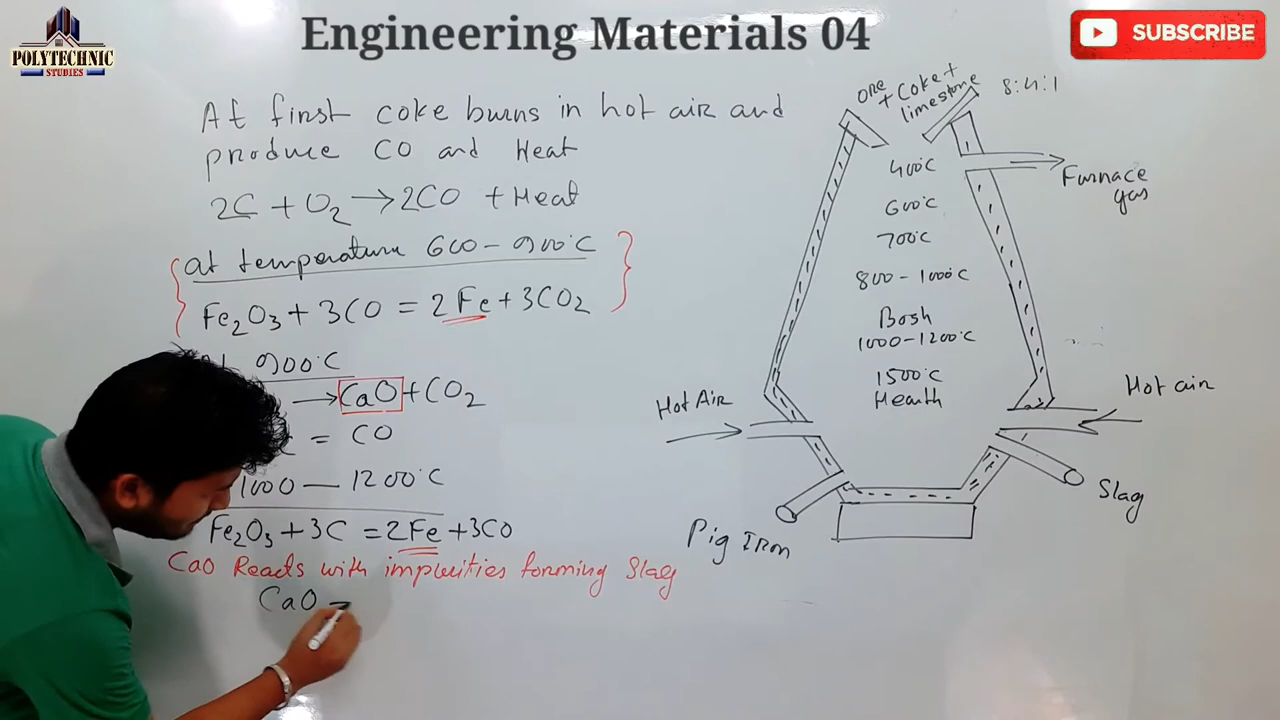 Engineering Materials 04
POLYTECHNIC
STUDIES
SUBSCRIBE
At first coke burns in hot air and
produce CO and Heat
2C + O₂ → 2CO + Heat
at temperature 600 - 900°C
Fe₂O₃ + 3CO = 2Fe + 3CO₂
900°C
→ CaO + CO₂
= CO
1000 — 1200°C
Fe₂O₃ + 3C = 2Fe + 3CO
CaO Reacts with impurities forming Slag
CaO
ORE
+ Coke +
limestone
8:4:1
400°C
600°C
700°C
800 - 1000°C
Bosh
1000-1200°C
1500°C
Hearth
Furnace
gas
Hot Air
Hot air
Slag
Pig Iron